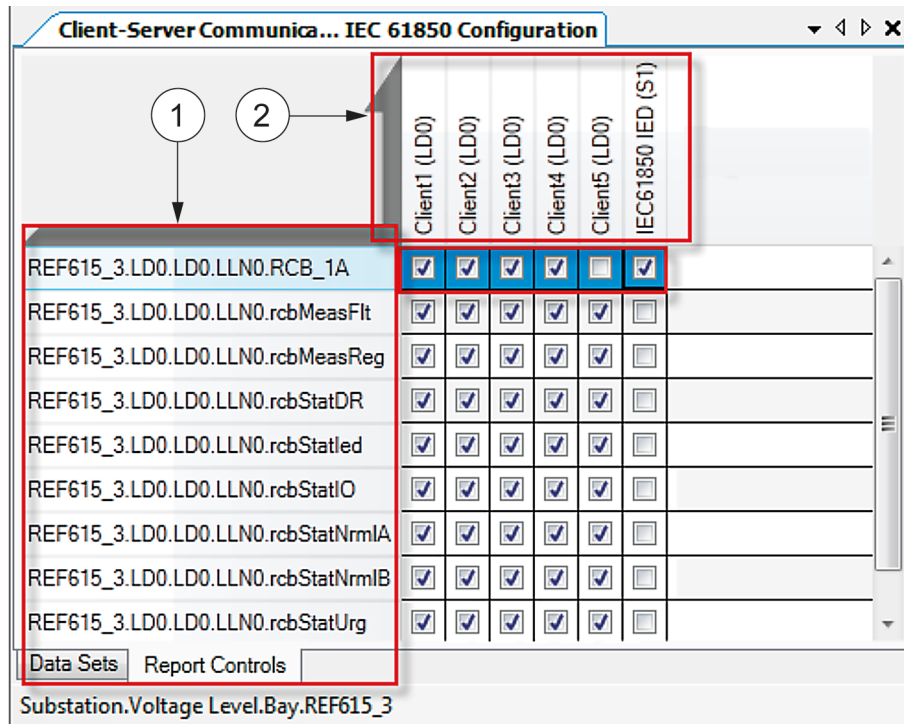 Client-Server Communica... IEC 61850 Configuration
1
2
Client1 (LD0)
Client2 (LD0)
Client3 (LD0)
Client4 (LD0)
Client5 (LD0)
IEC61850 IED (S1)
REF615_3.LD0.LD0.LLN0.RCB_1A
REF615_3.LD0.LD0.LLN0.rcbMeasFlt
REF615_3.LD0.LD0.LLN0.rcbMeasReg
REF615_3.LD0.LD0.LLN0.rcbStatDR
REF615_3.LD0.LD0.LLN0.rcbStatled
REF615_3.LD0.LD0.LLN0.rcbStatIO
REF615_3.LD0.LD0.LLN0.rcbStatNrmlA
REF615_3.LD0.LD0.LLN0.rcbStatNrmlB
REF615_3.LD0.LD0.LLN0.rcbStatUrg
Data Sets Report Controls
Substation.Voltage Level.Bay.REF615_3